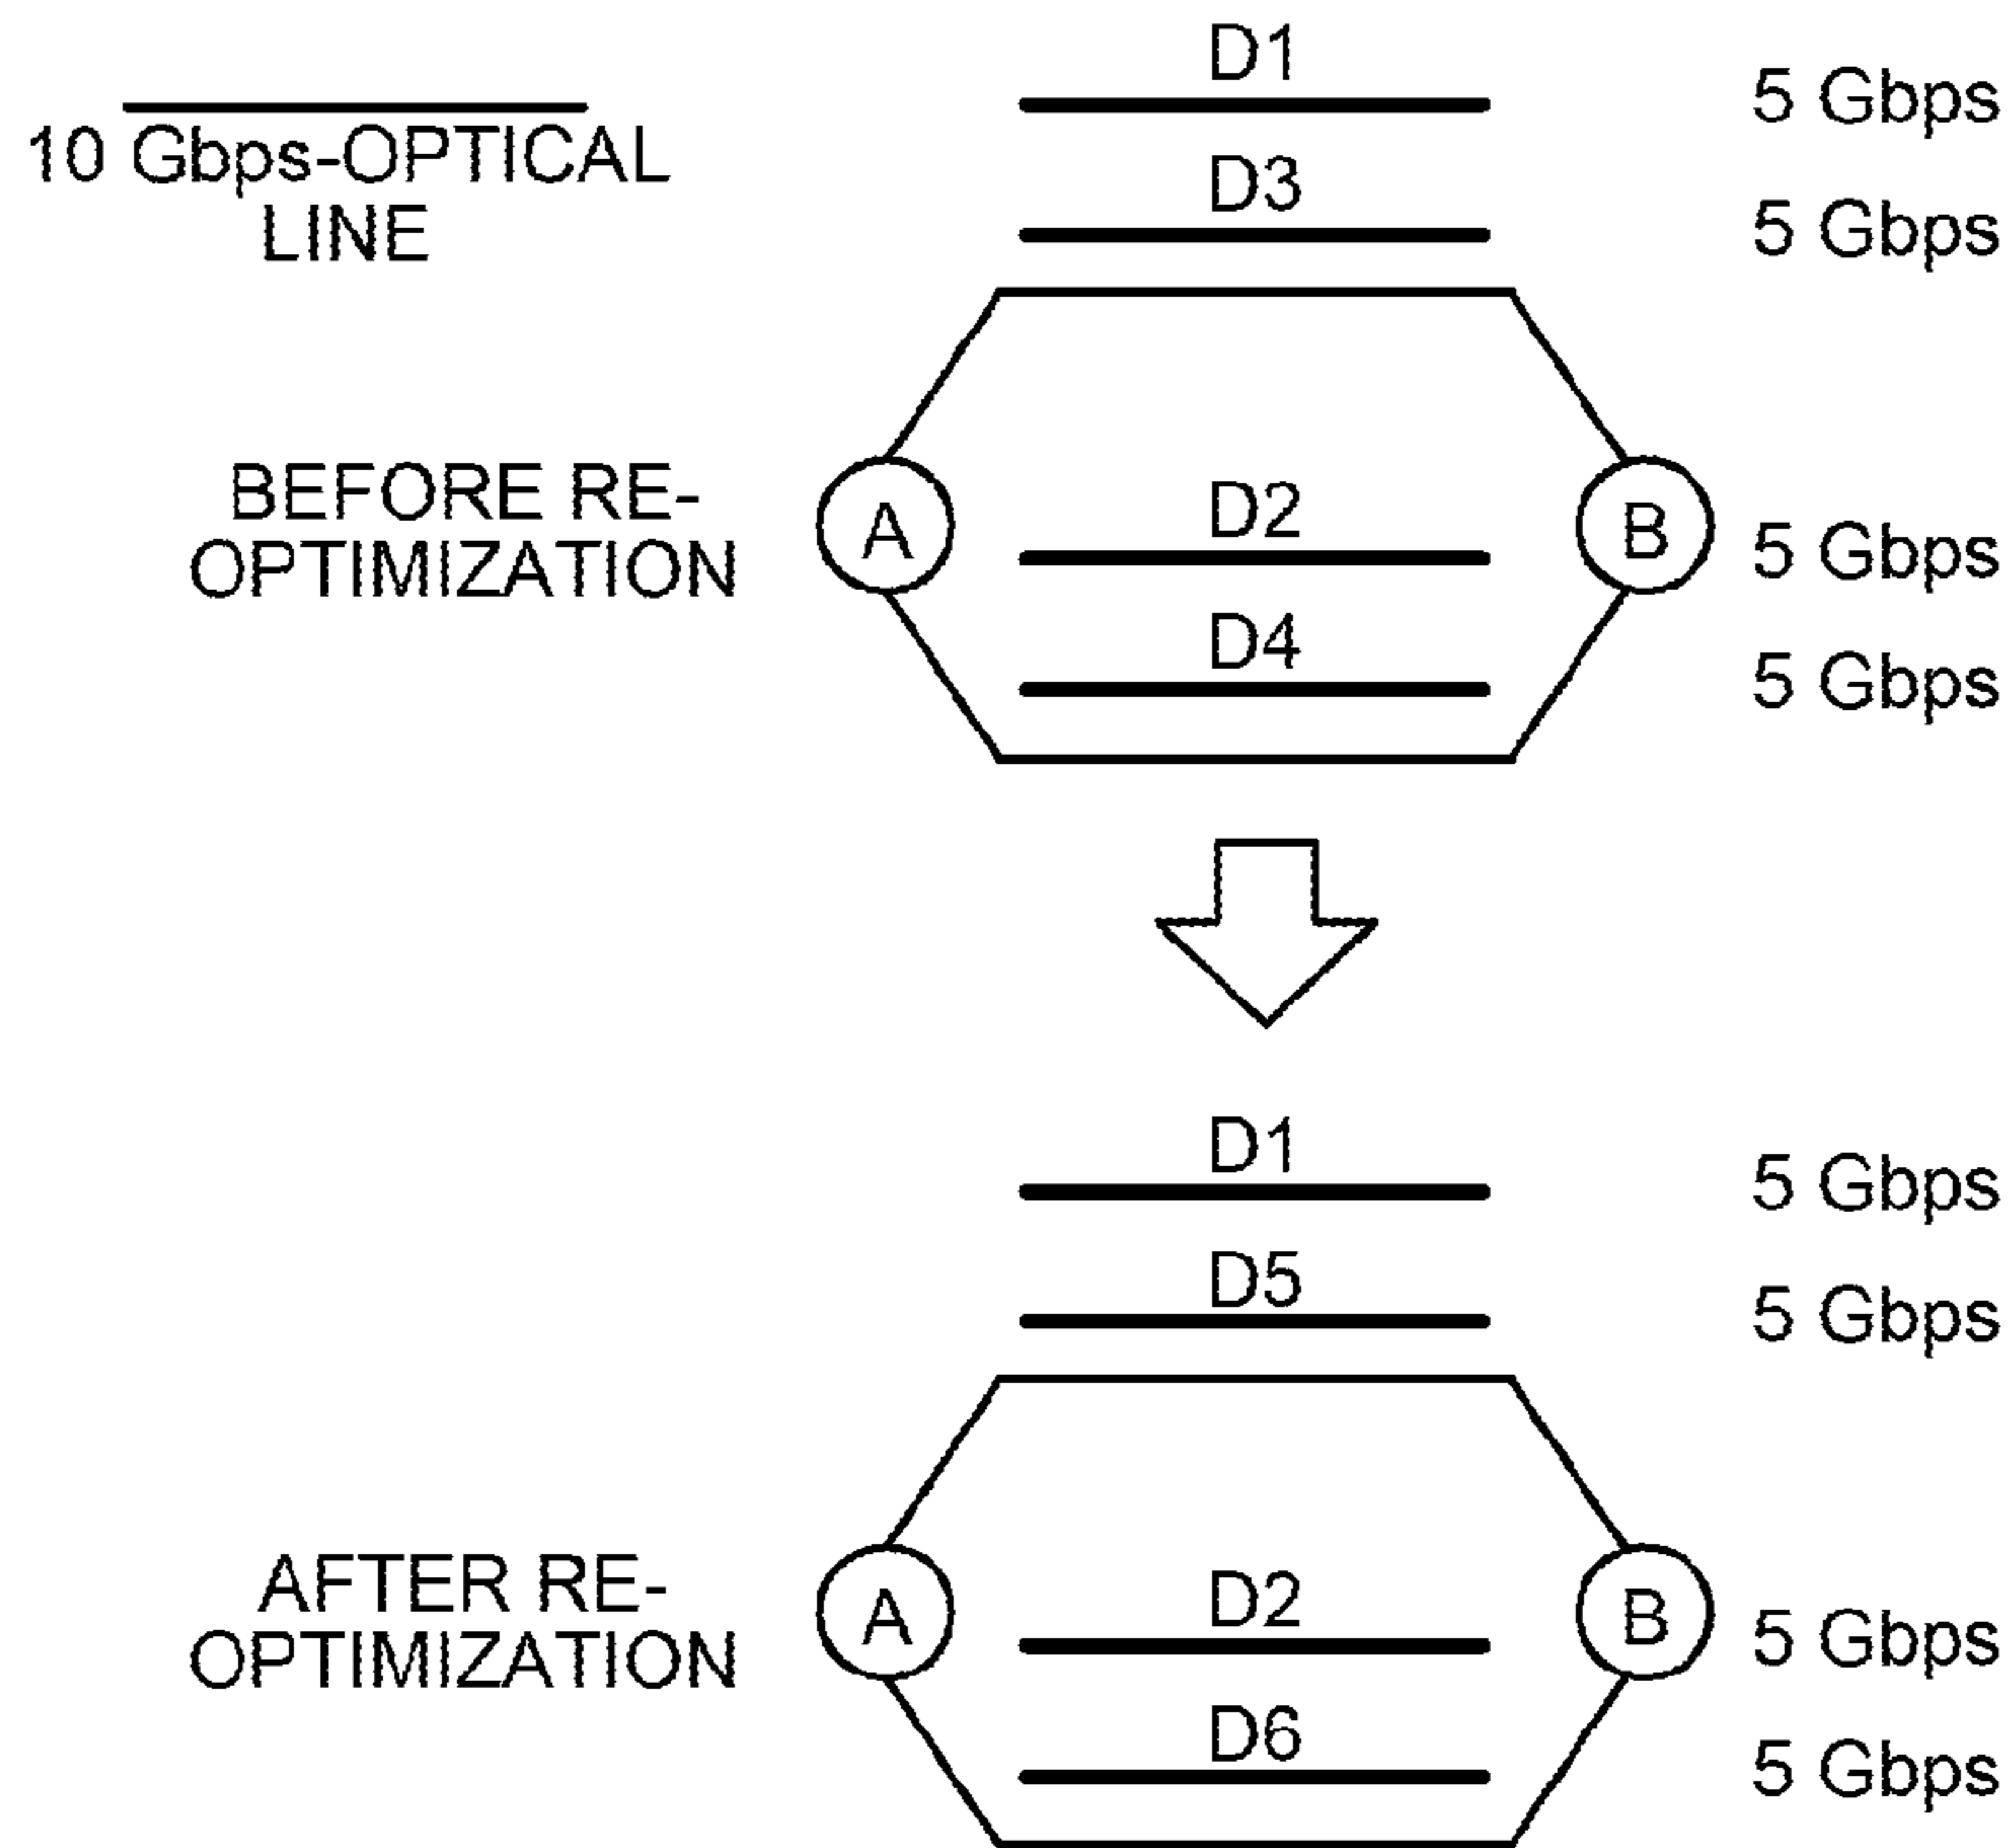 D1
5 Gbps
10 Gbps-OPTICAL
LINE
D3
5 Gbps
BEFORE RE-
OPTIMIZATION
A
D2
B
5 Gbps
D4
5 Gbps
D1
5 Gbps
D5
5 Gbps
AFTER RE-
OPTIMIZATION
A
D2
B
5 Gbps
D6
5 Gbps